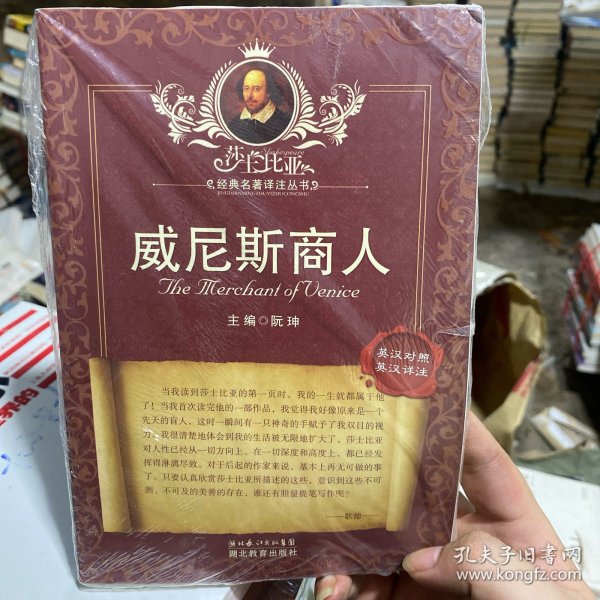 Shakespeare
莎士比亚
经典名著译注丛书
JINGDIANMINGZHUYIZHUCONGSHU
威尼斯商人
The Merchant of Venice
主编◎阮珅
英汉对照
英汉详注
当我读到莎士比亚的第一页时，我的一生就都属于他
了！当我首次读完他的一部作品，我觉得我好像原来是一个
先天的盲人，这时一瞬间有一只神奇的手赋予了我双目的视
力。我很清楚地体会到我的生活被无限地扩大了，莎士比亚
对人性已经从一切方向上，在一切深度和高度上，都已经发
挥得淋漓尽致。对于后起的作家来说，基本上再无可做的事
了。只要认真欣赏莎士比亚所描述的这些，意识到这些不可
测、不可及的美善的存在，谁还有胆量提笔写作呢？
——歌德
湖北长江出版集团
湖北教育出版社
孔夫子旧书网
www.kongfz.com